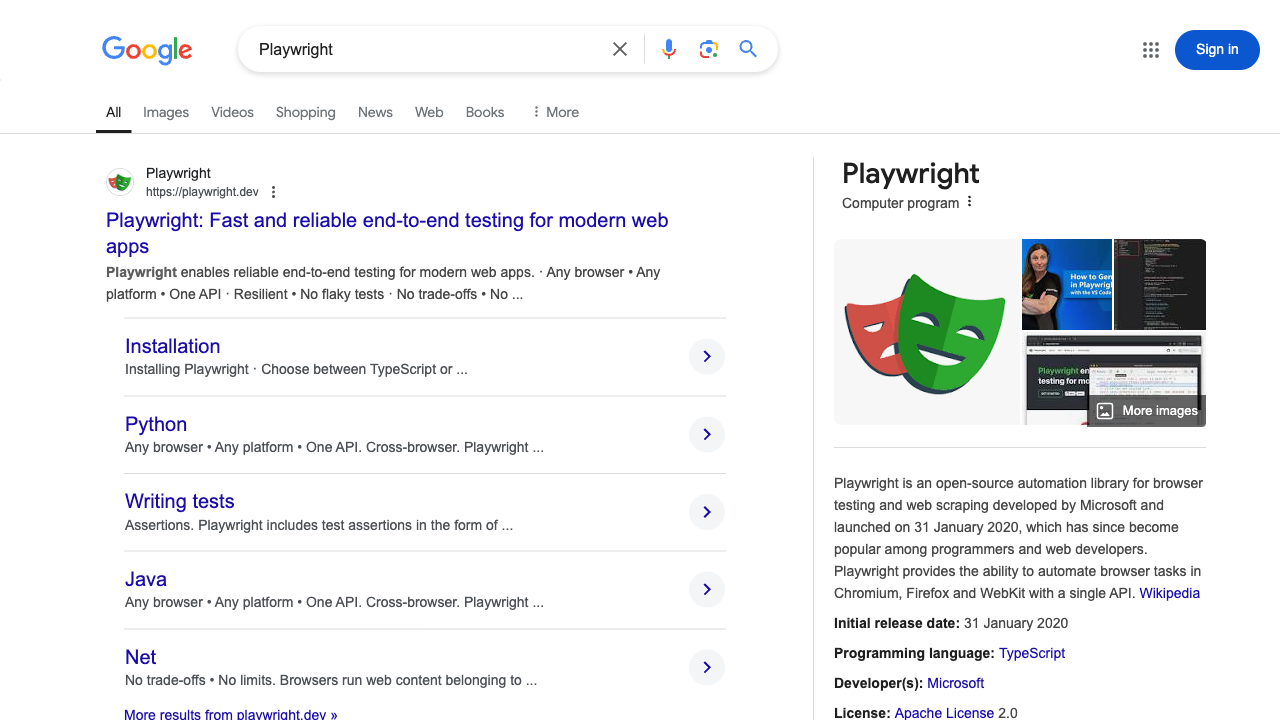 Google
Playwright
Sign in
All
Images
Videos
Shopping
News
Web
Books
More
Playwright
https://playwright.dev
Playwright: Fast and reliable end-to-end testing for modern web
apps
Playwright enables reliable end-to-end testing for modern web apps. · Any browser • Any
platform • One API · Resilient • No flaky tests · No trade-offs • No ...
Installation
Installing Playwright · Choose between TypeScript or ...
Python
Any browser • Any platform • One API. Cross-browser. Playwright ...
Writing tests
Assertions. Playwright includes test assertions in the form of ...
Java
Any browser • Any platform • One API. Cross-browser. Playwright ...
Net
No trade-offs • No limits. Browsers run web content belonging to ...
More results from playwright.dev »
Playwright
Computer program
How to Gen
in Playwrigh
with the VS Code
Playwright en
testing for mo
More images
Playwright is an open-source automation library for browser
testing and web scraping developed by Microsoft and
launched on 31 January 2020, which has since become
popular among programmers and web developers.
Playwright provides the ability to automate browser tasks in
Chromium, Firefox and WebKit with a single API. Wikipedia
Initial release date: 31 January 2020
Programming language: TypeScript
Developer(s): Microsoft
License: Apache License 2.0